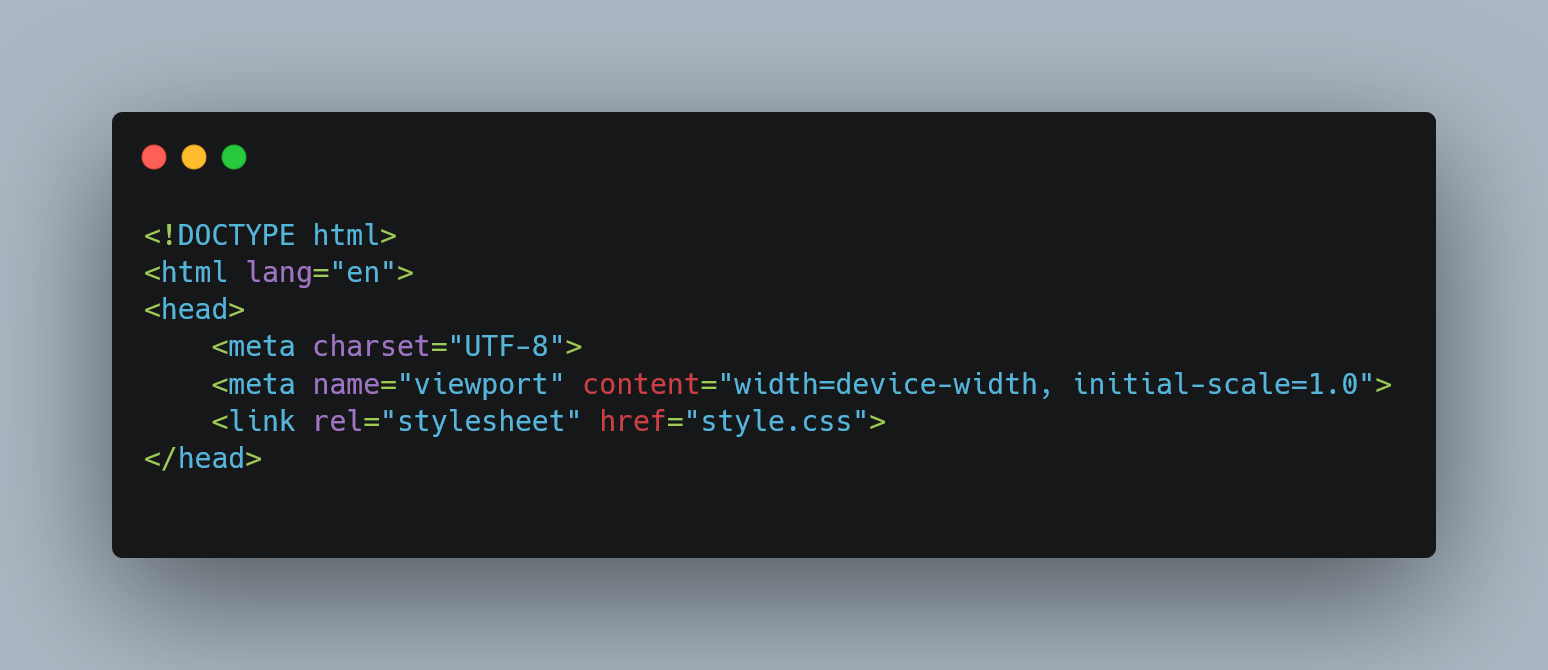 <!DOCTYPE html>
<html lang="en">
<head>
    <meta charset="UTF-8">
    <meta name="viewport" content="width=device-width, initial-scale=1.0">
    <link rel="stylesheet" href="style.css">
</head>